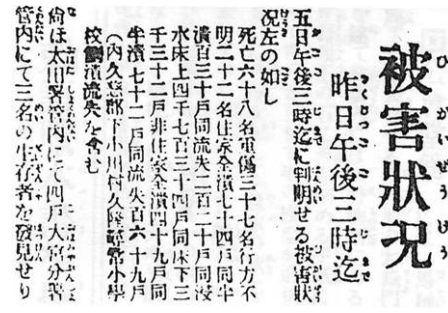 被害狀况
昨日午後三時迄
五日午後三時迄に判明せる被害狀
况左の如し
死亡六十八名重傷三十七名行方不
明二十二名住家全潰七十四戸同半
潰百三十戸同流失二百二十戸同浸
水床上四千七百三十四戸同床下三
千三十二戸非住家全潰四十九戸同
半潰七十二戸同流失百六十九戸
(内久慈郡下小川村久隆尋常小學
校倒潰流失を含む
尙ほ太田署管内にて四戸大宮分署
管内にて三名の生存者を發見せり